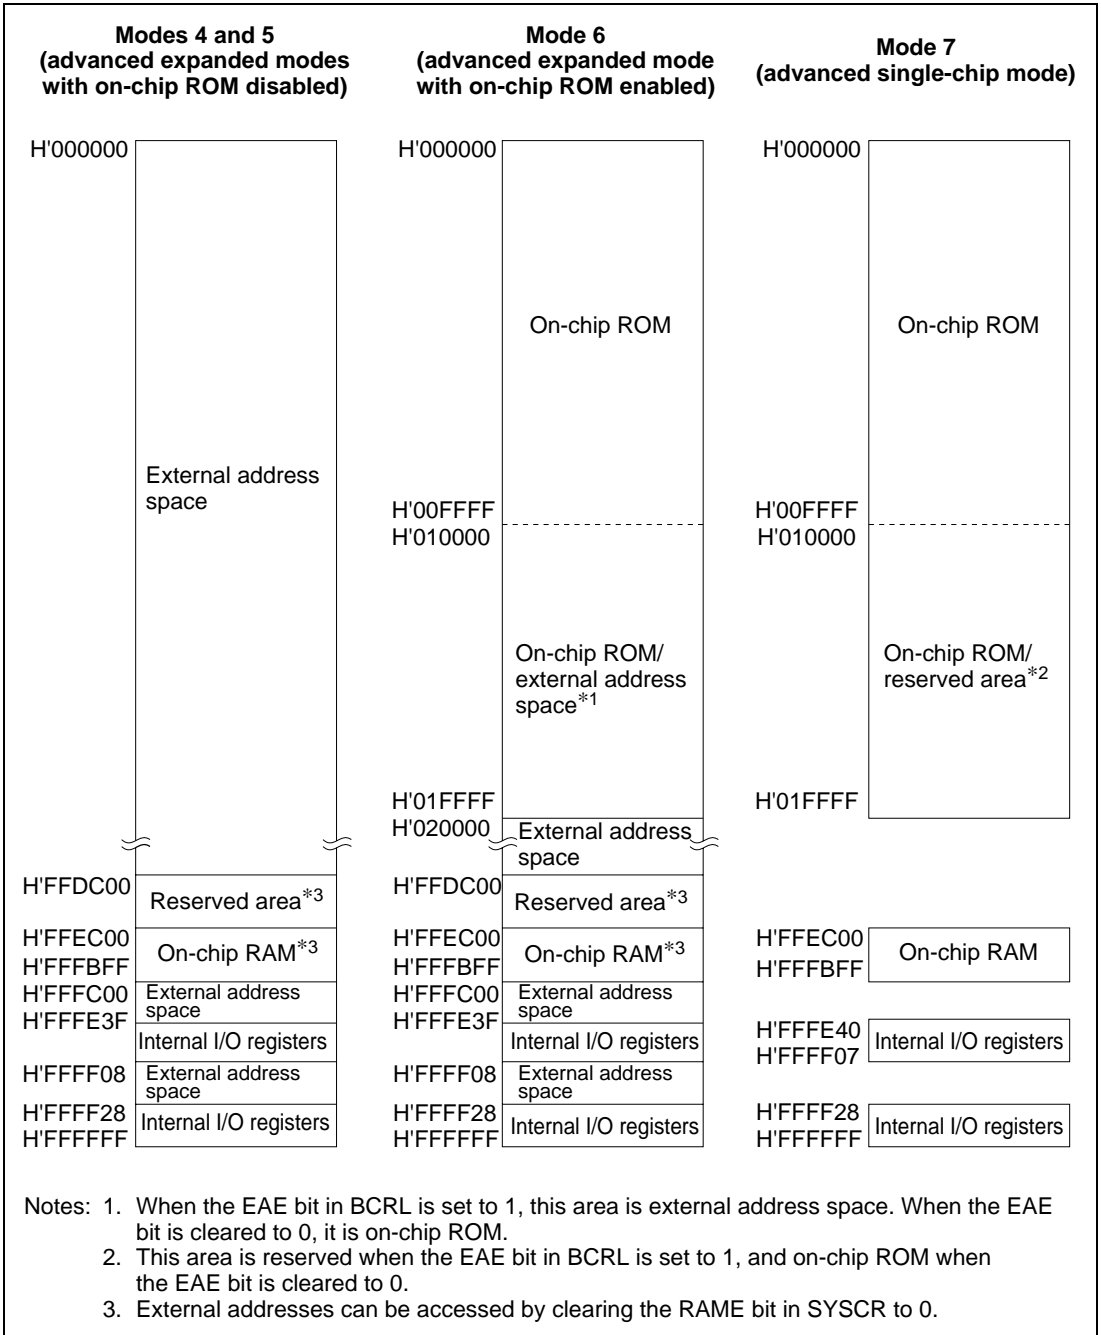 Modes 4 and 5
(advanced expanded modes
with on-chip ROM disabled)
H'000000
External address
space
H'FFDC00
Reserved area*3
H'FFEC00
On-chip RAM*3
H'FFFBFF
H'FFFC00
External address
space
H'FFFE3F
Internal I/O registers
H'FFFF08
External address
space
H'FFFF28
Internal I/O registers
H'FFFFFF
Mode 6
(advanced expanded mode
with on-chip ROM enabled)
H'000000
On-chip ROM
H'00FFFF
H'010000
On-chip ROM/
external address
space*1
H'01FFFF
H'020000
External address
space
H'FFDC00
Reserved area*3
H'FFEC00
On-chip RAM*3
H'FFFBFF
H'FFFC00
External address
space
H'FFFE3F
Internal I/O registers
H'FFFF08
External address
space
H'FFFF28
Internal I/O registers
H'FFFFFF
Mode 7
(advanced single-chip mode)
H'000000
On-chip ROM
H'00FFFF
H'010000
On-chip ROM/
reserved area*2
H'01FFFF
H'FFEC00
On-chip RAM
H'FFFBFF
H'FFFE40
Internal I/O registers
H'FFFF07
H'FFFF28
Internal I/O registers
H'FFFFFF
Notes: 1. When the EAE bit in BCRL is set to 1, this area is external address space. When the EAE
bit is cleared to 0, it is on-chip ROM.
2. This area is reserved when the EAE bit in BCRL is set to 1, and on-chip ROM when
the EAE bit is cleared to 0.
3. External addresses can be accessed by clearing the RAME bit in SYSCR to 0.